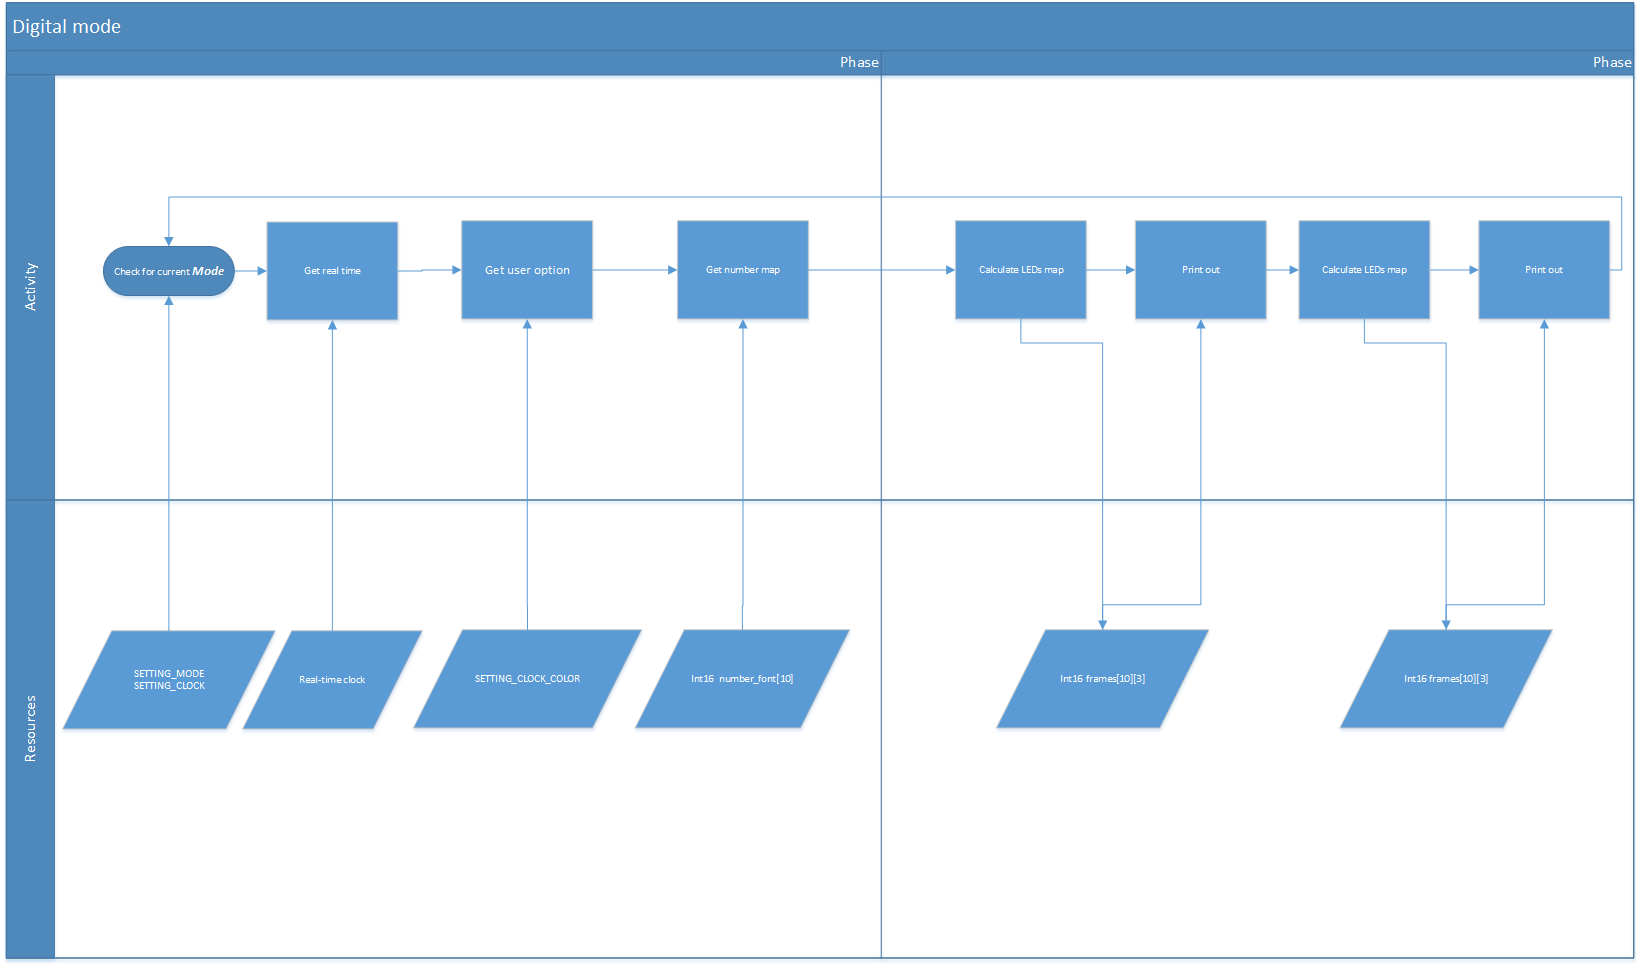 Digital mode
Phase
Phase
Activity
Check for current Mode
Get real time
Get user option
Get number map
Calculate LEDs map
Print out
Calculate LEDs map
Print out
Resources
SETTING_MODE
SETTING_CLOCK
Real-time clock
SETTING_CLOCK_COLOR
Int16  number_font[10]
Int16 frames[10][3]
Int16 frames[10][3]